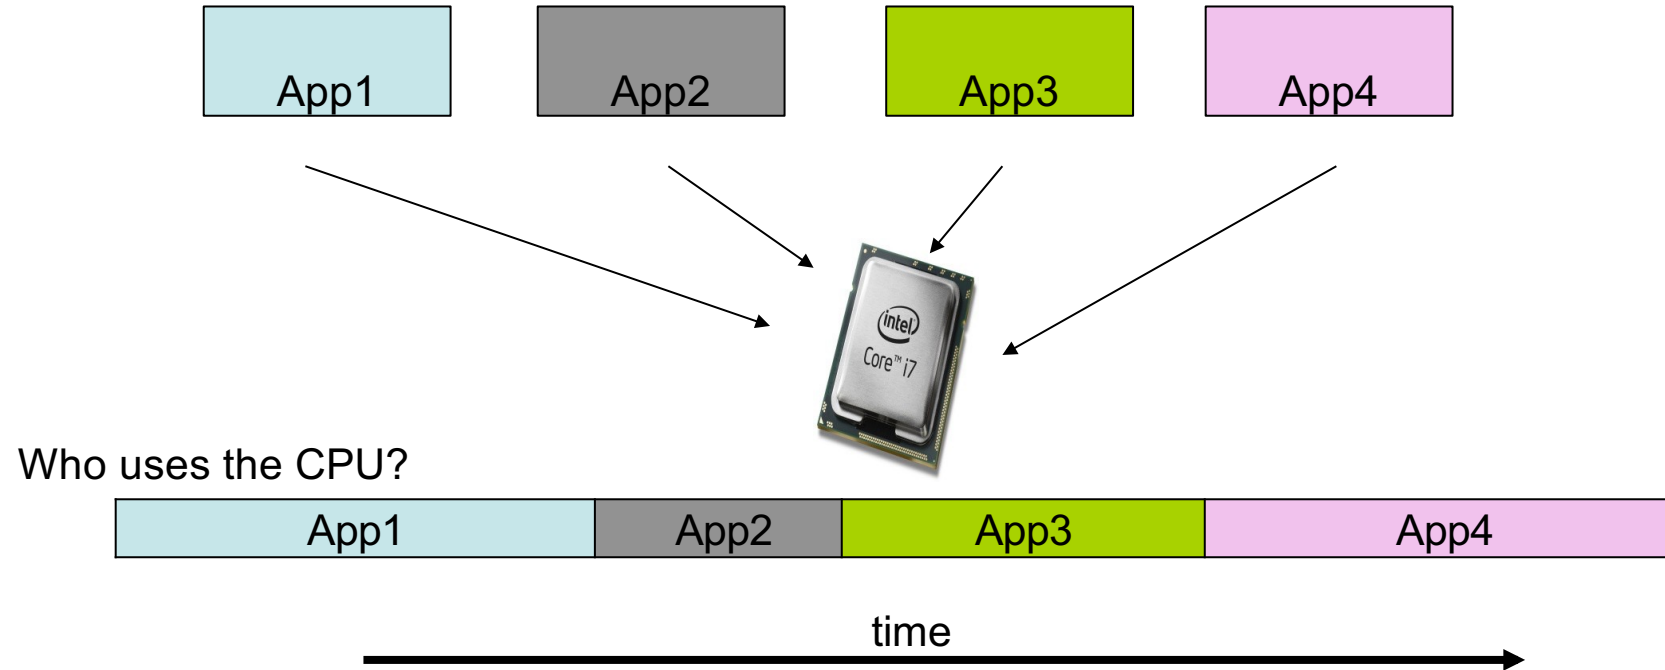 App1
App2
App3
App4
intel
Core™ i7
Who uses the CPU?
App1
App2
App3
App4
time